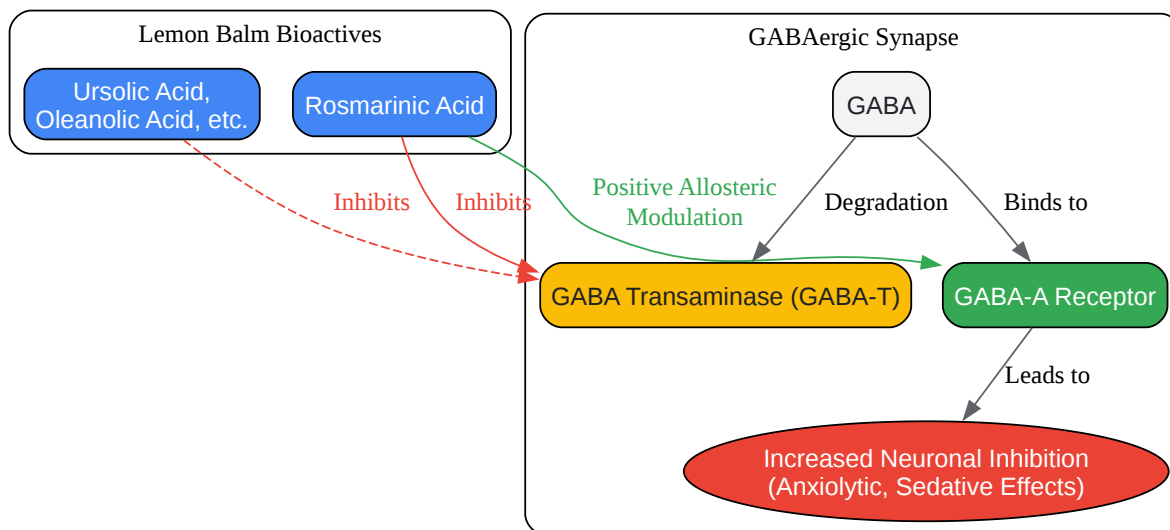 Lemon Balm Bioactives
GABAergic Synapse
Ursolic Acid,
Oleanolic Acid, etc.
Rosmarinic Acid
GABA
Inhibits
Inhibits
Positive Allosteric
Modulation
Degradation
Binds to
GABA Transaminase (GABA-T)
GABA-A Receptor
Leads to
Increased Neuronal Inhibition
(Anxiolytic, Sedative Effects)